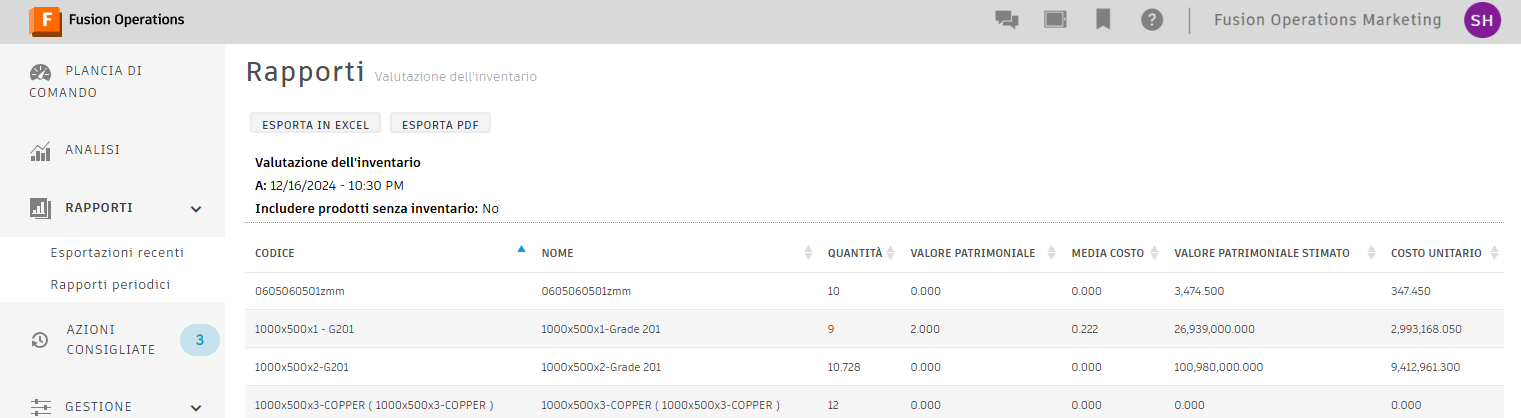 F Fusion Operations
Fusion Operations Marketing SH
PLANCIA DI
COMANDO
ANALISI
RAPPORTI
Esportazioni recenti
Rapporti periodici
AZIONI
CONSIGLIATE
3
GESTIONE
Rapporti Valutazione dell'inventario
ESPORTA IN EXCEL ESPORTA PDF
Valutazione dell'inventario
A: 12/16/2024 - 10:30 PM
Includere prodotti senza inventario: No
CODICE NOME QUANTITÀ VALORE PATRIMONIALE MEDIA COSTO VALORE PATRIMONIALE STIMATO COSTO UNITARIO
0605060501zmm 0605060501zmm 10 0.000 0.000 3,474.500 347.450
1000x500x1 - G201 1000x500x1-Grade 201 9 2.000 0.222 26,939,000.000 2,993,168.050
1000x500x2-G201 1000x500x2-Grade 201 10.728 0.000 0.000 100,980,000.000 9,412,961.300
1000x500x3-COPPER ( 1000x500x3-COPPER ) 1000x500x3-COPPER ( 1000x500x3-COPPER ) 12 0.000 0.000 0.000 0.000